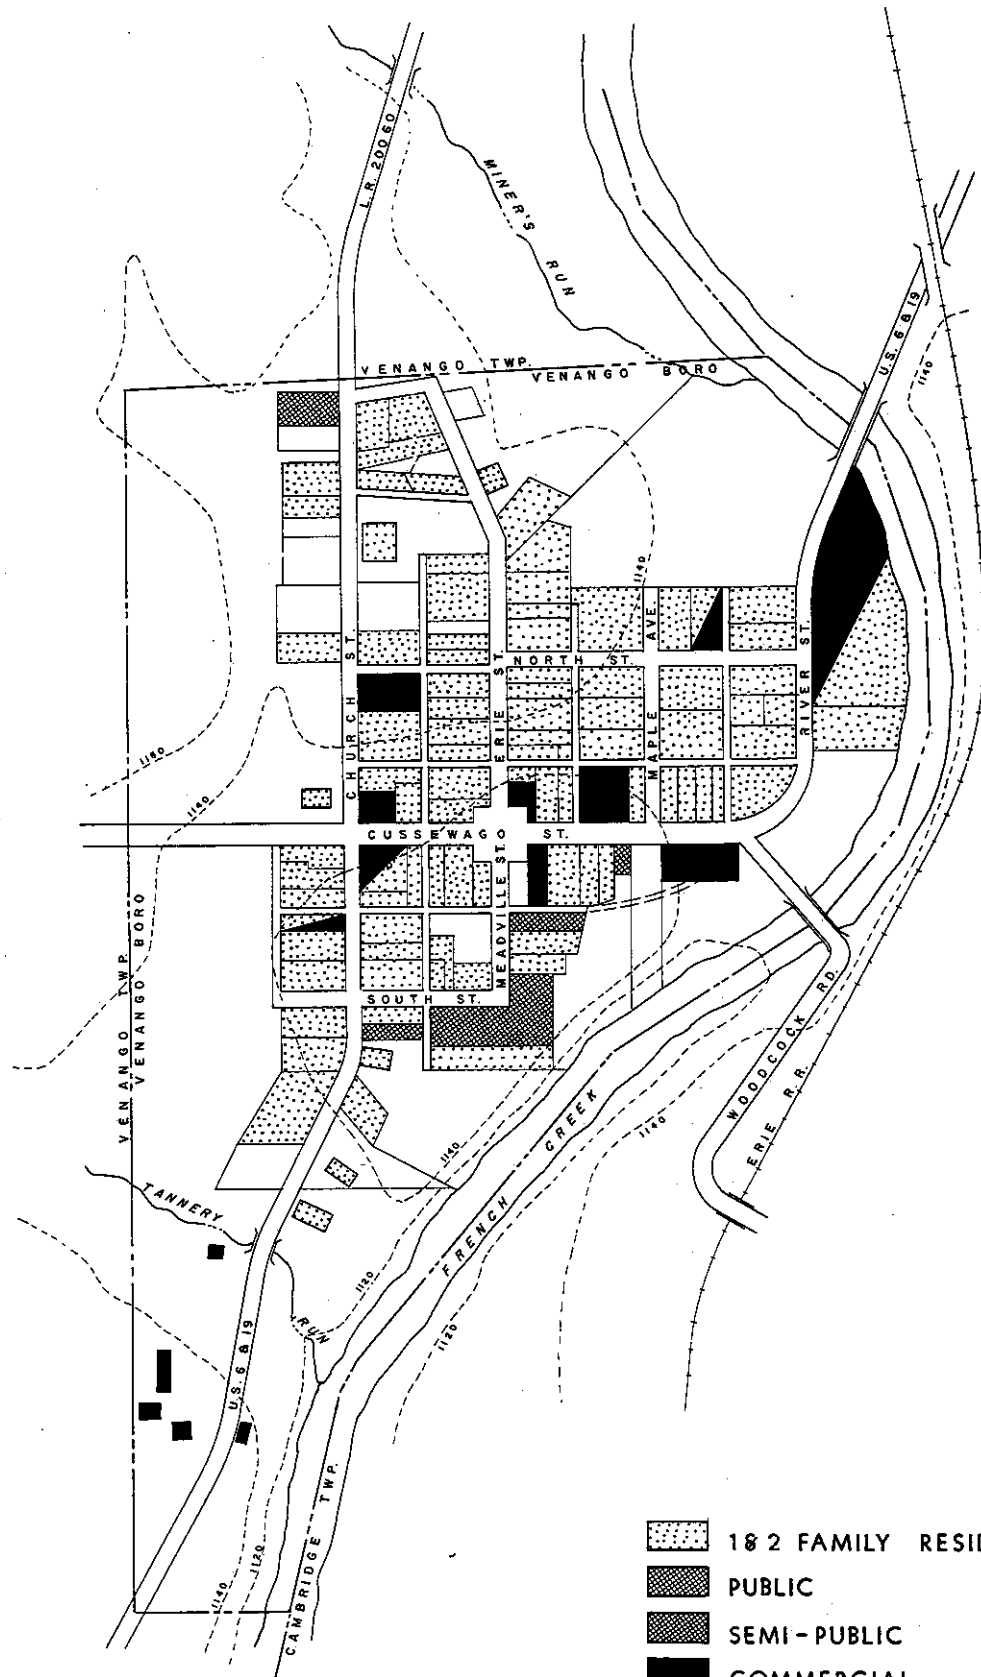 L.R. 20060
MINER'S RUN
U.S. 6 & 19
1140
VENANGO TWP.
VENANGO BORO
1140
CHURCH ST.
ERIE ST.
NORTH ST.
MAPLE AVE.
RIVER ST.
1160
1140
CUSSEWAGO ST.
MEADVILLE ST.
SOUTH ST.
VENANGO TWP.
VENANGO BORO
WOODCOCK RD.
ERIE R.R.
FRENCH CREEK
1140
1140
TANNERY RUN
1120
1120
U.S. 6 & 19
CAMBRIDGE TWP.
1140
1120
1 & 2 FAMILY RESI
PUBLIC
SEMI-PUBLIC
COMMERCIAL